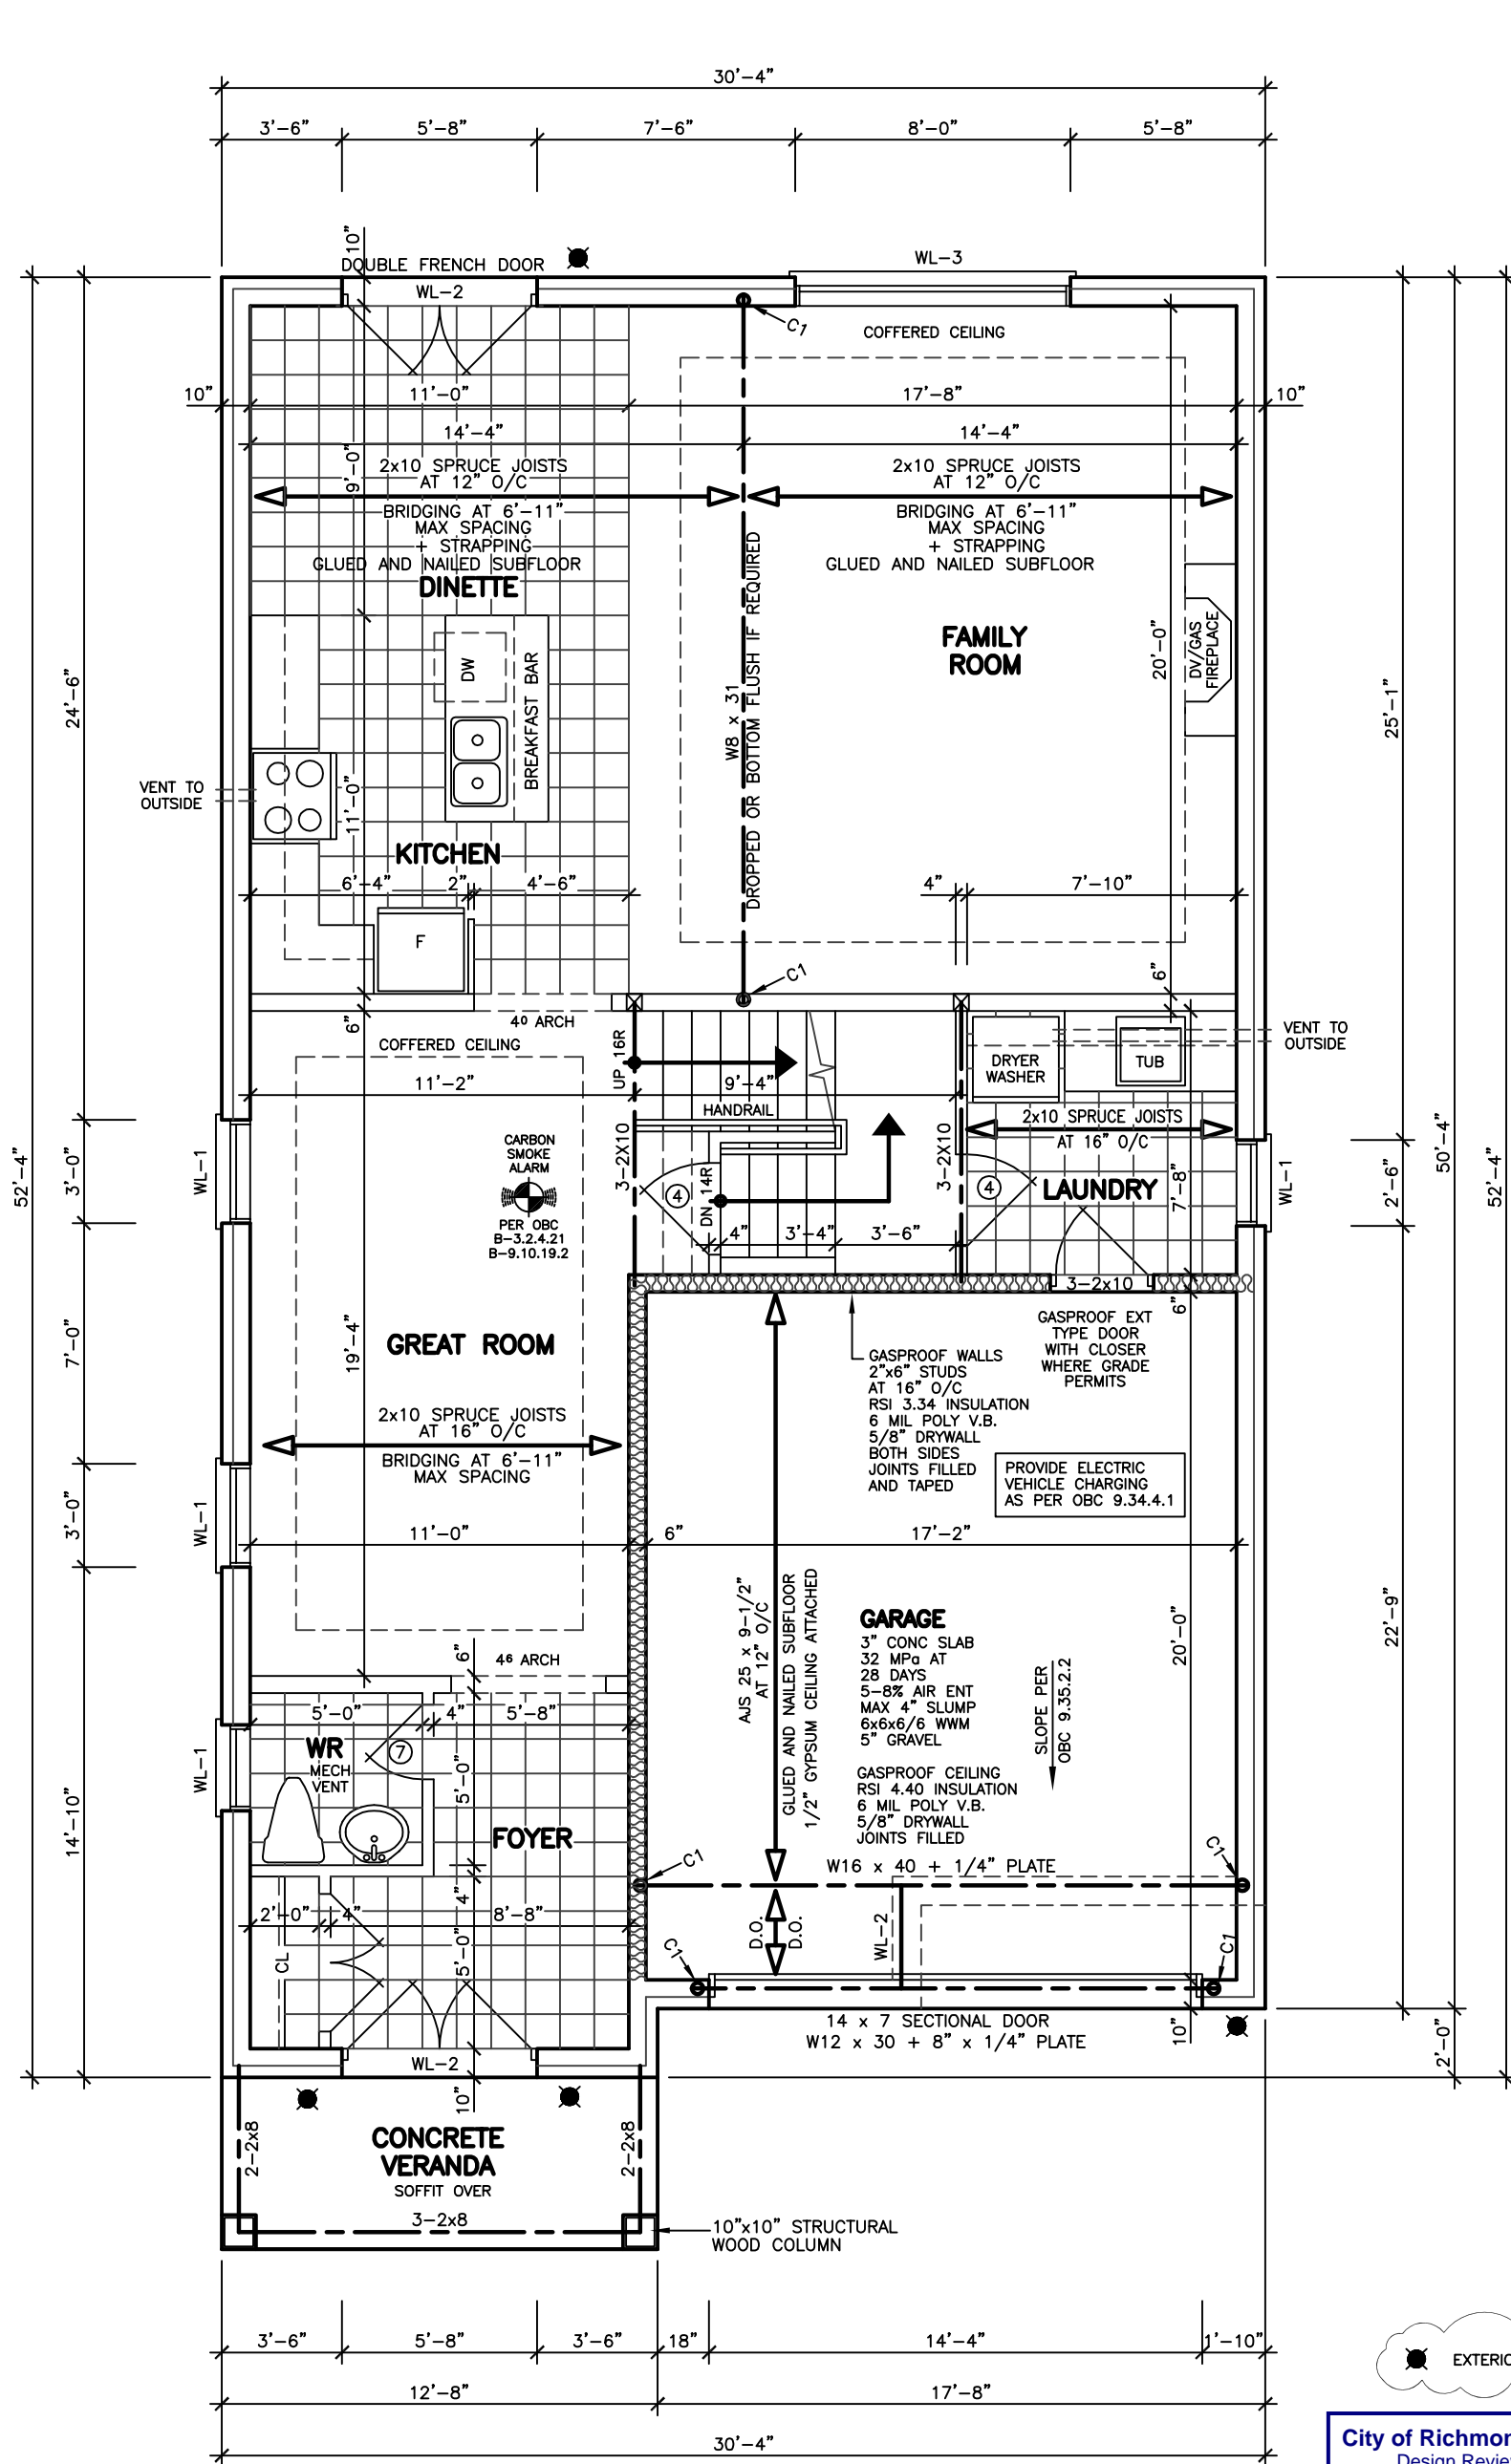 30'-4"
3'-6" 5'-8" 7'-6" 8'-0" 5'-8"
10"
DOUBLE FRENCH DOOR
WL-2
WL-3
C1
COFFERED CEILING
10" 11'-0" 17'-8" 10"
14'-4" 14'-4"
9'-0"
2x10 SPRUCE JOISTS
AT 12" O/C
BRIDGING AT 6'-11"
MAX SPACING
+ STRAPPING
GLUED AND NAILED SUBFLOOR
DINETTE
2x10 SPRUCE JOISTS
AT 12" O/C
BRIDGING AT 6'-11"
MAX SPACING
+ STRAPPING
GLUED AND NAILED SUBFLOOR
FAMILY
ROOM
20'-0"
DV/GAS
FIREPLACE
W8 x 31
DROPPED OR BOTTOM FLUSH IF REQUIRED
DW
BREAKFAST BAR
24'-6"
25'-1"
VENT TO
OUTSIDE
11'-0"
KITCHEN
6'-4" 2" 4'-6"
4" 7'-10"
F
C1
6"
6"
4⁰ ARCH
COFFERED CEILING
UP 16R
DRYER
WASHER
TUB
VENT TO
OUTSIDE
11'-2" 9'-4"
HANDRAIL
2x10 SPRUCE JOISTS
AT 16" O/C
CARBON
SMOKE
ALARM
PER OBC
B-3.2.4.21
B-9.10.19.2
3-2X10
4
DN 14R
3-2X10
4
LAUNDRY
7'-8"
WL-1
3'-0"
WL-1
2'-6"
50'-4"
52'-4"
52'-4"
4" 3'-4" 3'-6"
3-2x10
6"
GASPROOF EXT
TYPE DOOR
WITH CLOSER
WHERE GRADE
PERMITS
7'-0"
19'-4"
GREAT ROOM
GASPROOF WALLS
2"x6" STUDS
AT 16" O/C
RSI 3.34 INSULATION
6 MIL POLY V.B.
5/8" DRYWALL
BOTH SIDES
JOINTS FILLED
AND TAPED
2x10 SPRUCE JOISTS
AT 16" O/C
BRIDGING AT 6'-11"
MAX SPACING
PROVIDE ELECTRIC
VEHICLE CHARGING
AS PER OBC 9.34.4.1
3'-0"
WL-1
11'-0" 6" 17'-2"
AJS 25 x 9-1/2"
AT 12" O/C
GLUED AND NAILED SUBFLOOR
1/2" GYPSUM CEILING ATTACHED
GARAGE
3" CONC SLAB
32 MPa AT
28 DAYS
5-8% AIR ENT
MAX 4" SLUMP
6x6x6/6 WWM
5" GRAVEL
SLOPE PER
OBC 9.35.2.2
20'-0"
22'-9"
GASPROOF CEILING
RSI 4.40 INSULATION
6 MIL POLY V.B.
5/8" DRYWALL
JOINTS FILLED
6"
4⁶ ARCH
5'-0" 4" 5'-8"
WR
MECH
VENT
7
WL-1
14'-10"
5'-0"
FOYER
C1
W16 x 40 + 1/4" PLATE
C1
4"
2'-0" 4" 8'-8"
CL
5'-0"
D.O.
D.O.
WL-2
C1
C1
14 x 7 SECTIONAL DOOR
W12 x 30 + 8" x 1/4" PLATE
10"
2'-0"
WL-2
10"
2-2x8
CONCRETE
VERANDA
SOFFIT OVER
2-2x8
3-2x8
10"x10" STRUCTURAL
WOOD COLUMN
3'-6" 5'-8" 3'-6" 18" 14'-4" 1'-10"
12'-8" 17'-8"
30'-4"
EXTERIO
City of Richmon
Design Revie